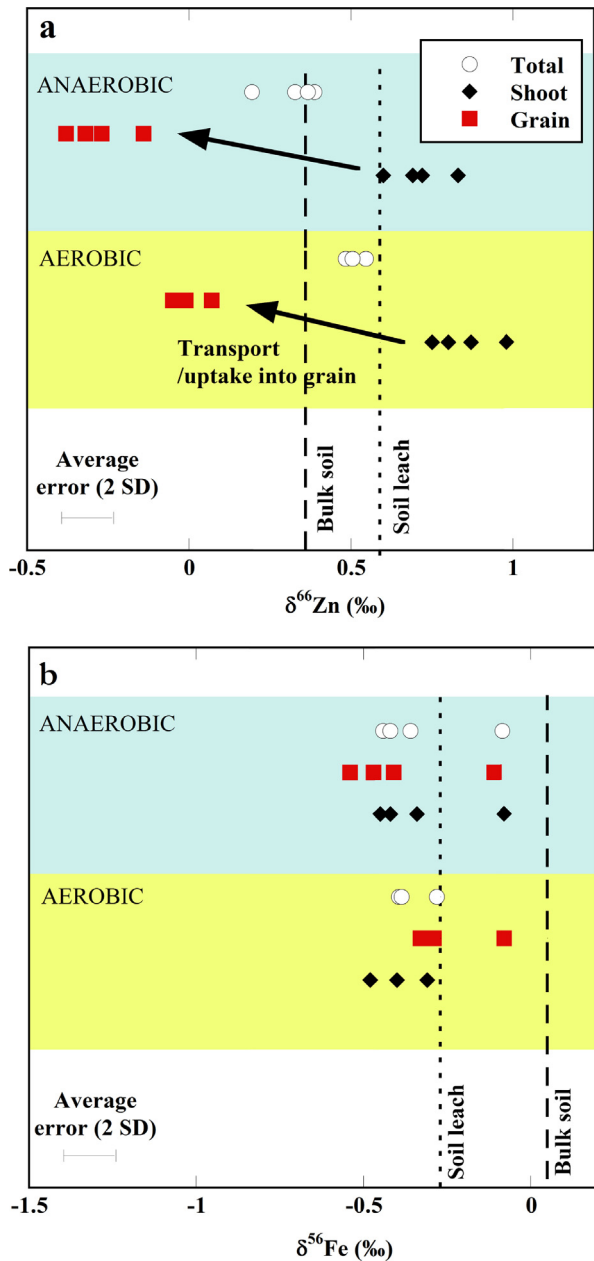 a
Total
Shoot
Grain
ANAEROBIC
AEROBIC
Transport
/uptake into grain
Average
error (2 SD)
Bulk soil
Soil leach
-0.5 0 0.5 1
δ⁶⁶Zn (‰)
b
ANAEROBIC
AEROBIC
Average
error (2 SD)
Soil leach
Bulk soil
-1.5 -1 -0.5 0
δ⁵⁶Fe (‰)